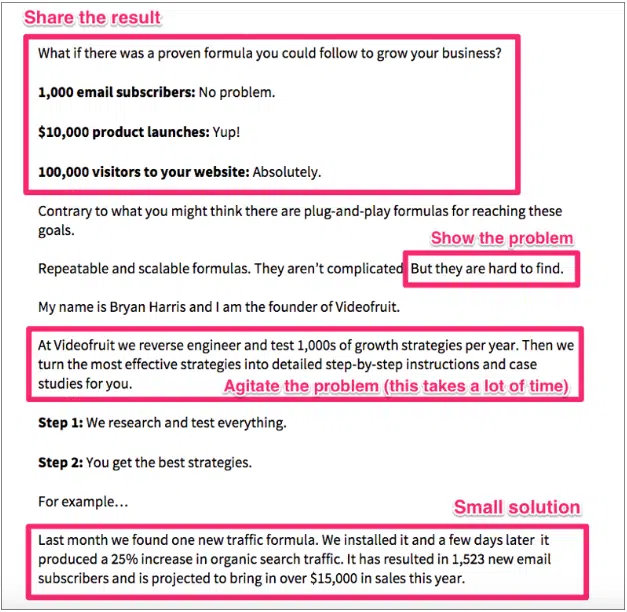 Share the result
What if there was a proven formula you could follow to grow your business?
1,000 email subscribers: No problem.
$10,000 product launches: Yup!
100,000 visitors to your website: Absolutely.
Contrary to what you might think there are plug-and-play formulas for reaching these
goals.
Show the problem
Repeatable and scalable formulas. They aren't complicated. But they are hard to find.
My name is Bryan Harris and I am the founder of Videofruit.
At Videofruit we reverse engineer and test 1,000s of growth strategies per year. Then we
turn the most effective strategies into detailed step-by-step instructions and case
studies for you.
Agitate the problem (this takes a lot of time)
Step 1: We research and test everything.
Step 2: You get the best strategies.
For example…
Small solution
Last month we found one new traffic formula. We installed it and a few days later it
produced a 25% increase in organic search traffic. It has resulted in 1,523 new email
subscribers and is projected to bring in over $15,000 in sales this year.